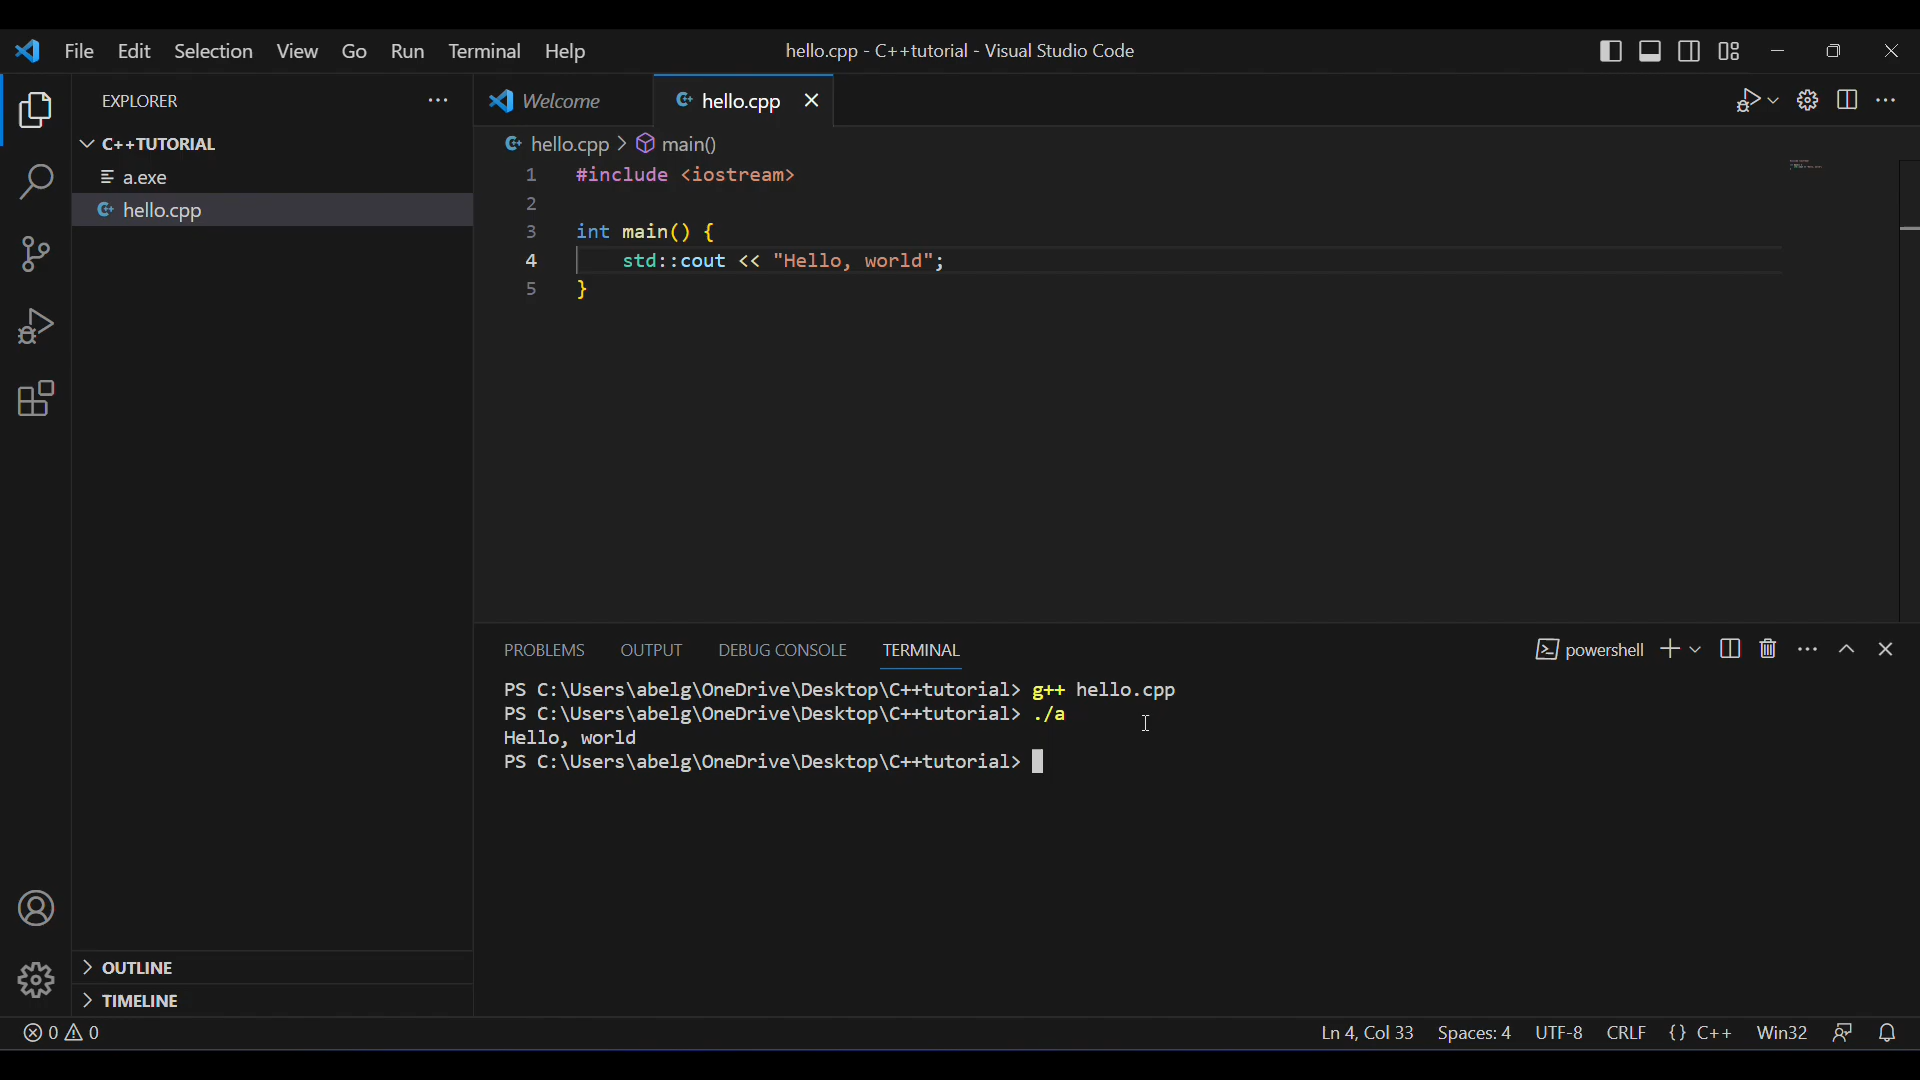 File Edit Selection View Go Run Terminal Help
hello.cpp - C++tutorial - Visual Studio Code
EXPLORER
C++TUTORIAL
a.exe
hello.cpp
OUTLINE
TIMELINE
Welcome
hello.cpp
hello.cpp > main()
1 #include <iostream>
2
3 int main() {
4 std::cout << "Hello, world";
5 }
PROBLEMS OUTPUT DEBUG CONSOLE TERMINAL
powershell
PS C:\Users\abelg\OneDrive\Desktop\C++tutorial> g++ hello.cpp
PS C:\Users\abelg\OneDrive\Desktop\C++tutorial> ./a
Hello, world
PS C:\Users\abelg\OneDrive\Desktop\C++tutorial>
0 0
Ln 4, Col 33 Spaces: 4 UTF-8 CRLF {} C++ Win32